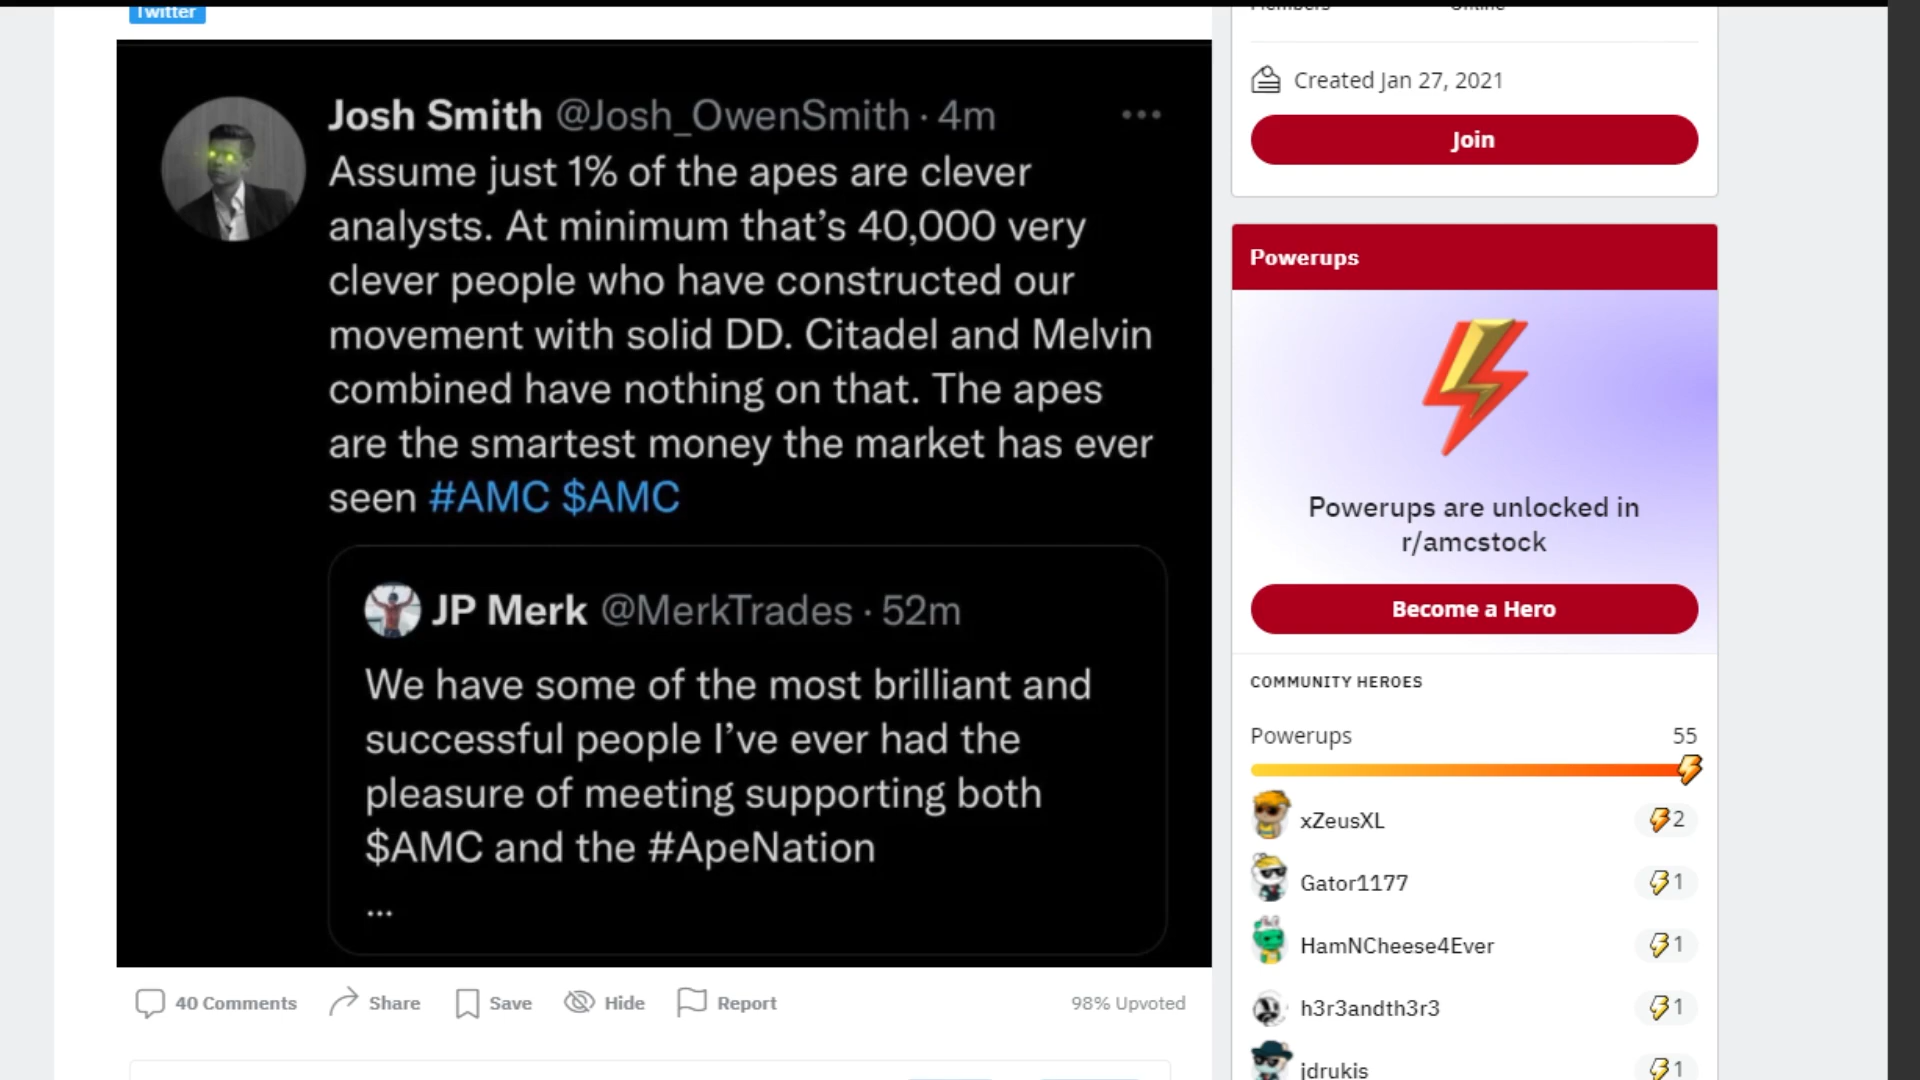 Twitter
Josh Smith @Josh_OwenSmith · 4m
Assume just 1% of the apes are clever
analysts. At minimum that’s 40,000 very
clever people who have constructed our
movement with solid DD. Citadel and Melvin
combined have nothing on that. The apes
are the smartest money the market has ever
seen #AMC $AMC
JP Merk @MerkTrades · 52m
We have some of the most brilliant and
successful people I’ve ever had the
pleasure of meeting supporting both
$AMC and the #ApeNation
...
40 Comments Share Save Hide Report 98% Upvoted
Members Online
Created Jan 27, 2021
Join
Powerups
Powerups are unlocked in
r/amcstock
Become a Hero
COMMUNITY HEROES
Powerups 55
xZeusXL 2
Gator1177 1
HamNCheese4Ever 1
h3r3andth3r3 1
jdrukis 1